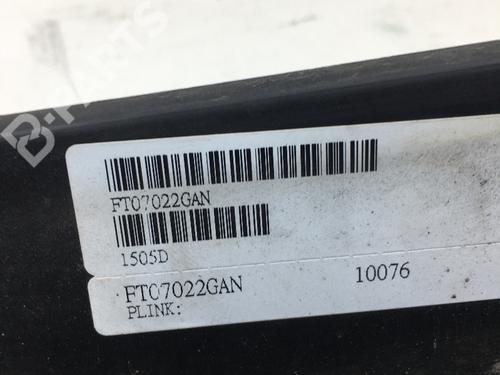 B-PARTS
FT07022GAN
1505D
FT07022GAN 10076
PLINK: